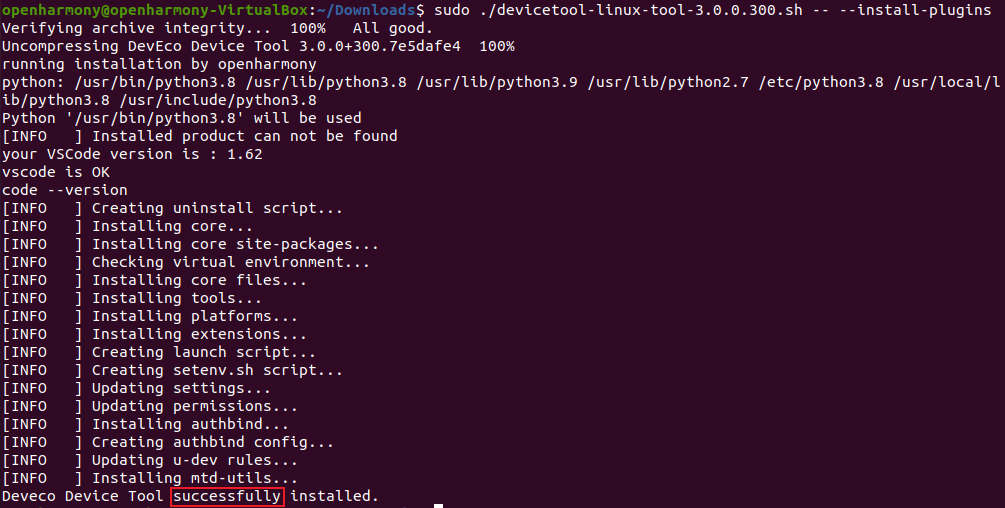 openharmony@openharmony-VirtualBox:~/Downloads$ sudo ./devicetool-linux-tool-3.0.0.300.sh -- --install-plugins
Verifying archive integrity...  100%   All good.
Uncompressing DevEco Device Tool 3.0.0+300.7e5dafe4  100%
running installation by openharmony
python: /usr/bin/python3.8 /usr/lib/python3.8 /usr/lib/python3.9 /usr/lib/python2.7 /etc/python3.8 /usr/local/l
ib/python3.8 /usr/include/python3.8
Python '/usr/bin/python3.8' will be used
[INFO   ] Installed product can not be found
your VSCode version is : 1.62
vscode is OK
code --version
[INFO   ] Creating uninstall script...
[INFO   ] Installing core...
[INFO   ] Installing core site-packages...
[INFO   ] Checking virtual environment...
[INFO   ] Installing core files...
[INFO   ] Installing tools...
[INFO   ] Installing platforms...
[INFO   ] Installing extensions...
[INFO   ] Creating launch script...
[INFO   ] Creating setenv.sh script...
[INFO   ] Updating settings...
[INFO   ] Updating permissions...
[INFO   ] Installing authbind...
[INFO   ] Creating authbind config...
[INFO   ] Updating u-dev rules...
[INFO   ] Installing mtd-utils...
Deveco Device Tool successfully installed.